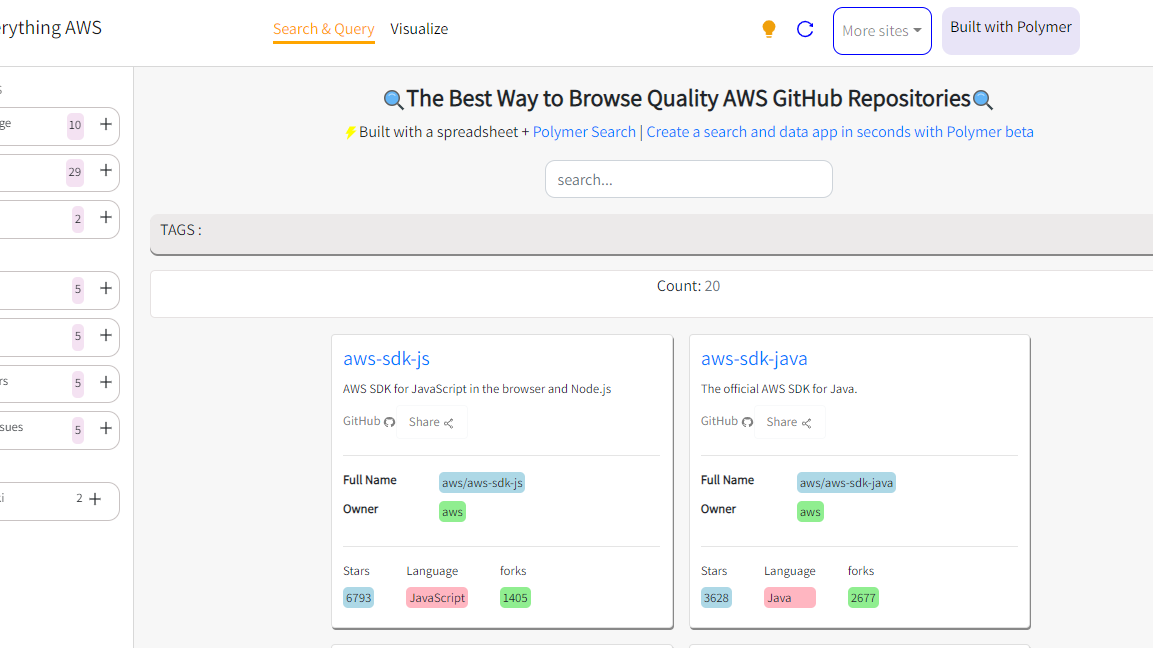 erything AWS
Search & Query Visualize
More sites
Built with Polymer
S
ge 10 +
29 +
2 +
5 +
5 +
rs 5 +
sues 5 +
ki 2 +
The Best Way to Browse Quality AWS GitHub Repositories
Built with a spreadsheet + Polymer Search | Create a search and data app in seconds with Polymer beta
search...
TAGS :
Count: 20
aws-sdk-js
AWS SDK for JavaScript in the browser and Node.js
GitHub Share
Full Name aws/aws-sdk-js
Owner aws
Stars Language forks
6793 JavaScript 1405
aws-sdk-java
The official AWS SDK for Java.
GitHub Share
Full Name aws/aws-sdk-java
Owner aws
Stars Language forks
3628 Java 2677